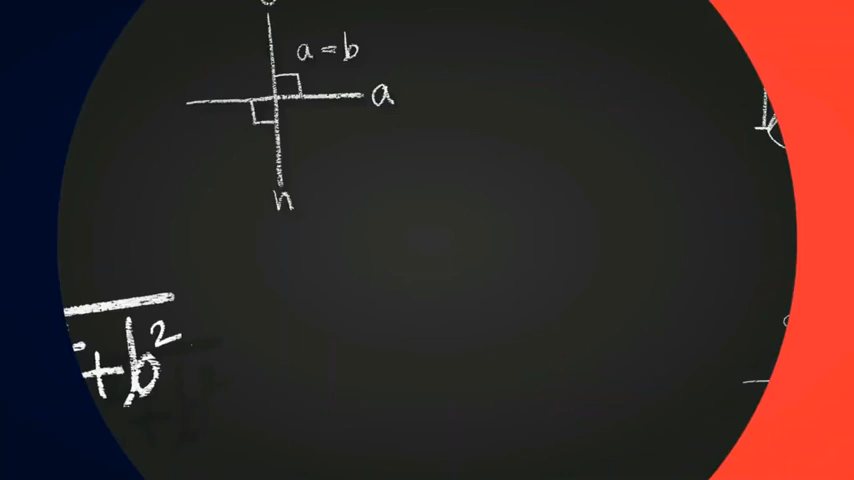 a = b
a
n
+b²